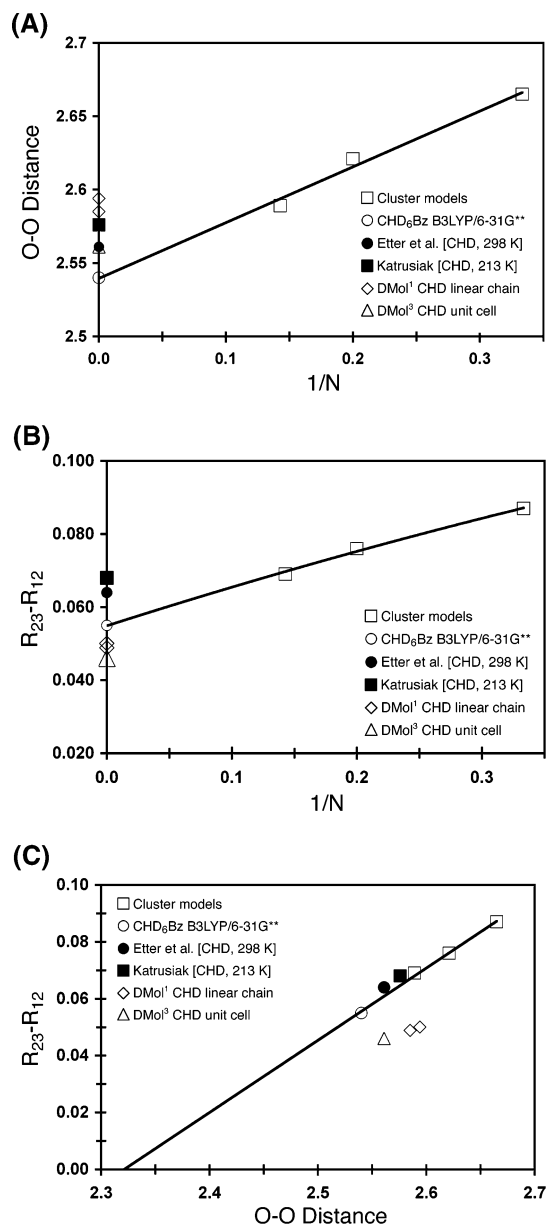 (A)
2.7
2.65
2.6
2.55
2.5
O-O Distance
□ Cluster models
○ CHD₆Bz B3LYP/6-31G**
● Etter et al. [CHD, 298 K]
■ Katrusiak [CHD, 213 K]
◇ DMol¹ CHD linear chain
△ DMol³ CHD unit cell
0.0 0.1 0.2 0.3
1/N
(B)
0.100
0.080
0.060
0.040
0.020
R₂₃-R₁₂
□ Cluster models
○ CHD₆Bz B3LYP/6-31G**
● Etter et al. [CHD, 298 K]
■ Katrusiak [CHD, 213 K]
◇ DMol¹ CHD linear chain
△ DMol³ CHD unit cell
0.0 0.1 0.2 0.3
1/N
(C)
0.10
0.08
0.06
0.04
0.02
0.00
R₂₃-R₁₂
□ Cluster models
○ CHD₆Bz B3LYP/6-31G**
● Etter et al. [CHD, 298 K]
■ Katrusiak [CHD, 213 K]
◇ DMol¹ CHD linear chain
△ DMol³ CHD unit cell
2.3 2.4 2.5 2.6 2.7
O-O Distance